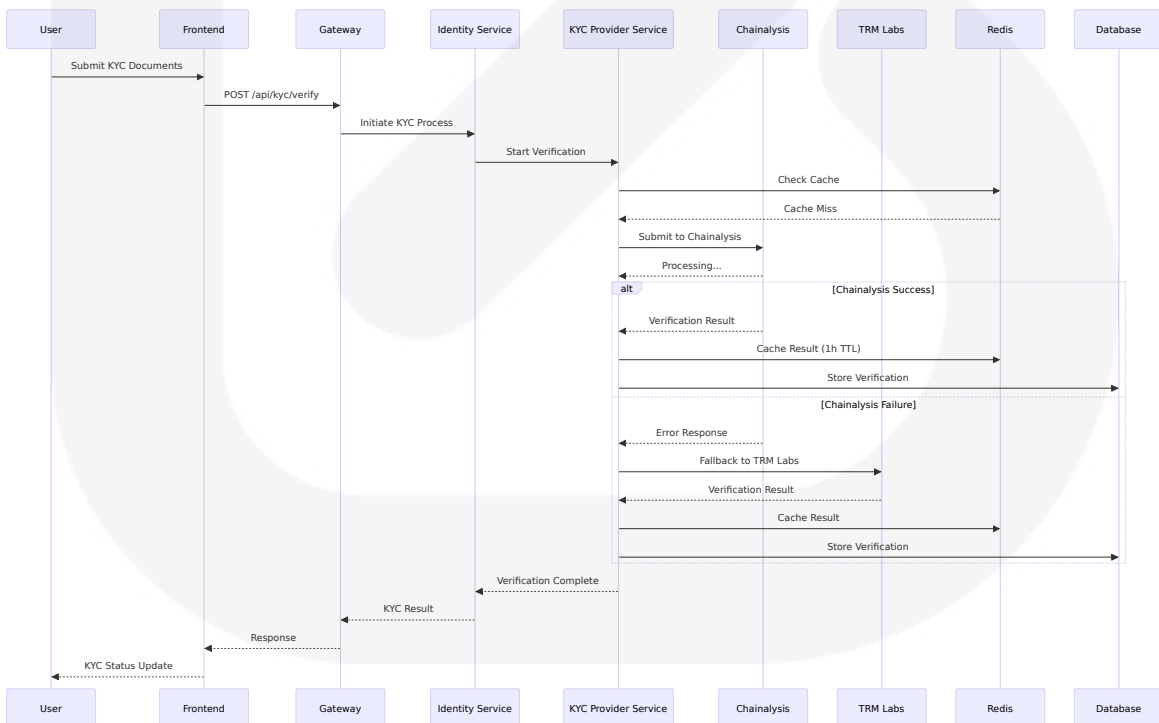 User
Frontend
Gateway
Identity Service
KYC Provider Service
Chainalysis
TRM Labs
Redis
Database
Submit KYC Documents
POST /api/kyc/verify
Initiate KYC Process
Start Verification
Check Cache
Cache Miss
Submit to Chainalysis
Processing...
alt
[Chainalysis Success]
Verification Result
Cache Result (1h TTL)
Store Verification
[Chainalysis Failure]
Error Response
Fallback to TRM Labs
Verification Result
Cache Result
Store Verification
Verification Complete
KYC Result
Response
KYC Status Update
User
Frontend
Gateway
Identity Service
KYC Provider Service
Chainalysis
TRM Labs
Redis
Database